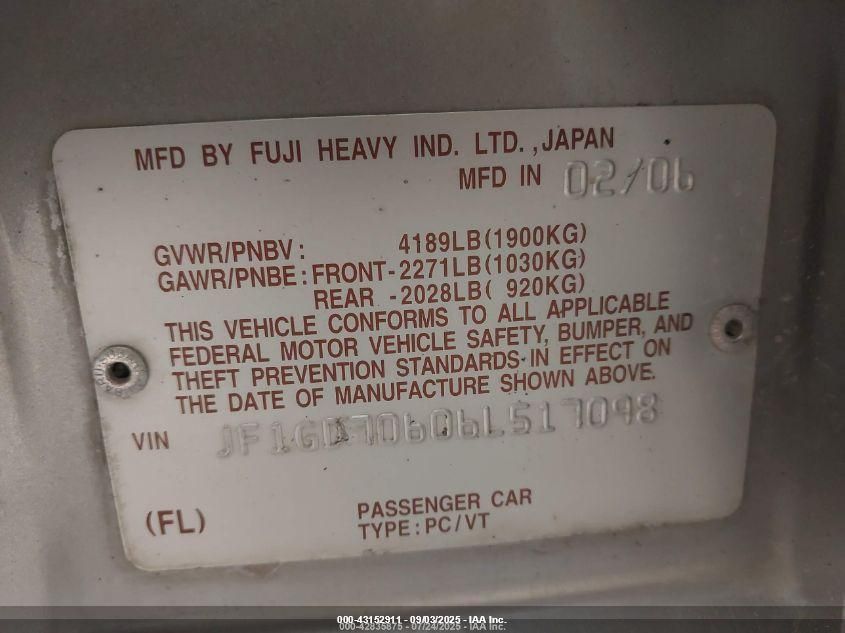 MFD BY FUJI HEAVY IND. LTD., JAPAN
MFD IN 02/06
GVWR/PNBV: 4189LB(1900KG)
GAWR/PNBE: FRONT-2271LB(1030KG)
REAR -2028LB( 920KG)
THIS VEHICLE CONFORMS TO ALL APPLICABLE
FEDERAL MOTOR VEHICLE SAFETY, BUMPER, AND
THEFT PREVENTION STANDARDS IN EFFECT ON
THE DATE OF MANUFACTURE SHOWN ABOVE.
VIN JF1GD70606L517098
(FL)
PASSENGER CAR
TYPE: PC/VT
000-43152911 - 09/03/2025 - IAA Inc.
000-42835875 - 07/24/2025 - IAA Inc.